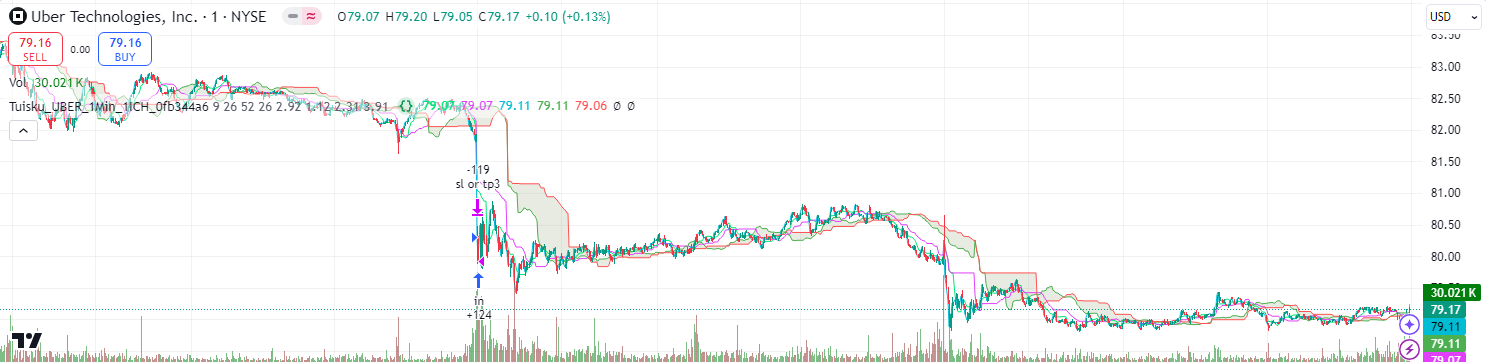 Uber Technologies, Inc. · 1 · NYSE O79.07 H79.20 L79.05 C79.17 +0.10 (+0.13%)
USD
79.16 SELL 0.00 79.16 BUY
Vol 30.021K
Tuisku_UBER_1Min_1ICH_0fb344a6 9 26 52 26 2.92 1.12 2.31 3.91 {} 79.07 79.07 79.11 79.11 79.06 Ø Ø
83.50
83.00
82.50
82.00
81.50
81.00
80.50
80.00
-119
sl or tp3
in
+124
30.021K
79.17
79.11
79.11
79.07